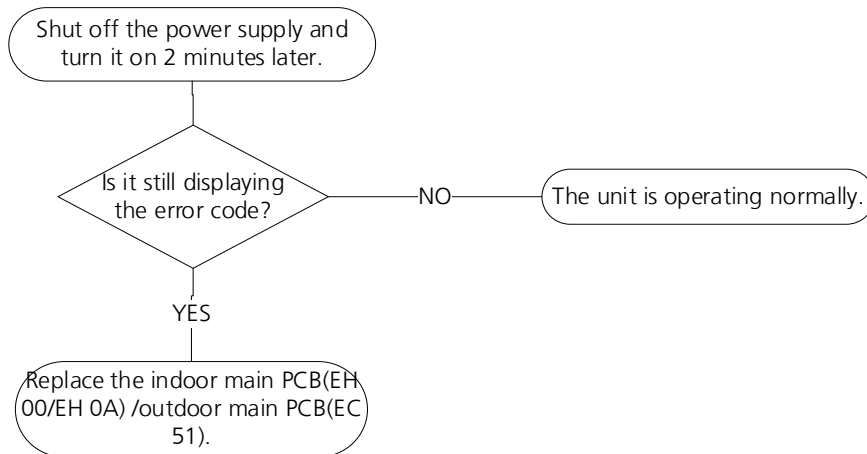 Shut off the power supply and
turn it on 2 minutes later.
Is it still displaying
the error code?
NO
The unit is operating normally.
YES
Replace the indoor main PCB(EH
00/EH 0A) /outdoor main PCB(EC
51).